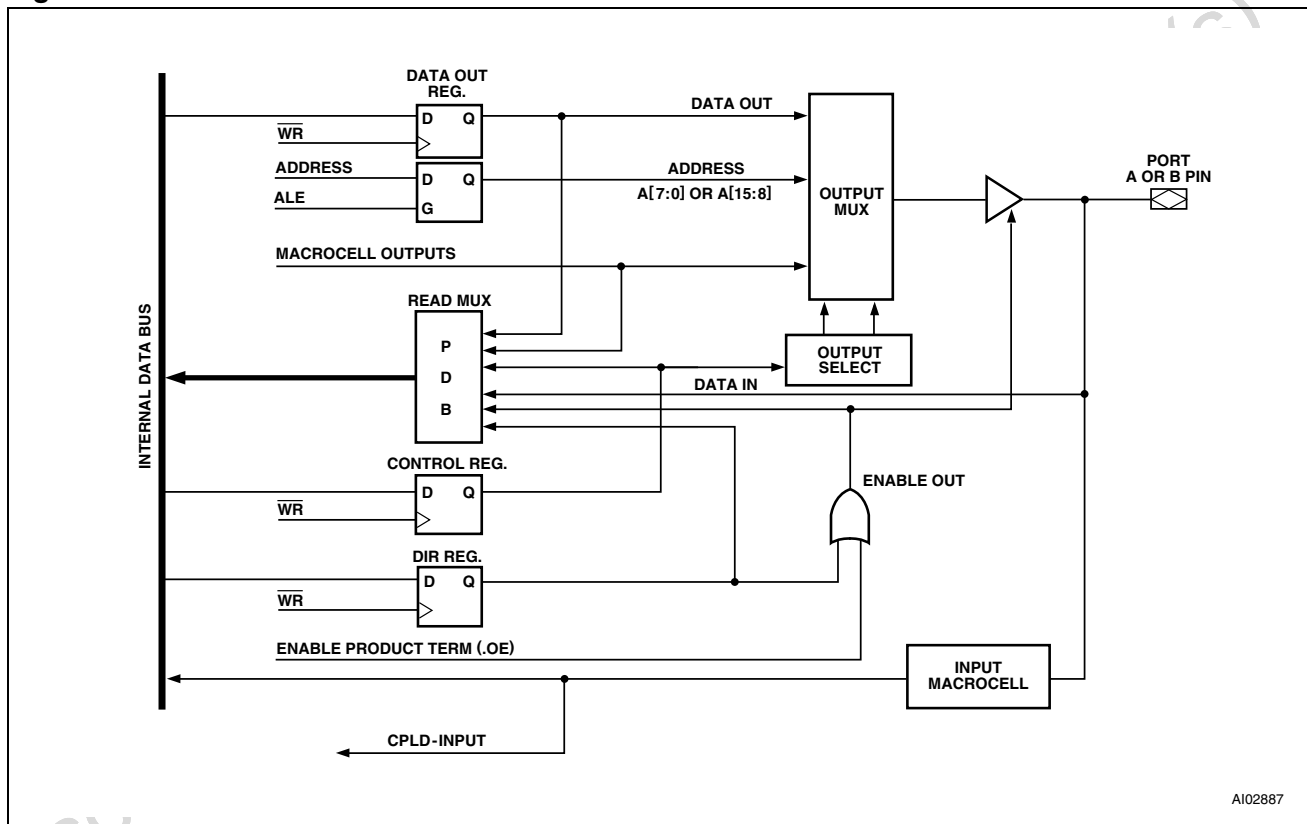 DATA OUT
REG.
D Q
WR
DATA OUT
ADDRESS
ALE
D Q
G
ADDRESS
A[7:0] OR A[15:8]
OUTPUT
MUX
PORT
A OR B PIN
MACROCELL OUTPUTS
READ MUX
P
D
B
OUTPUT
SELECT
DATA IN
INTERNAL DATA BUS
CONTROL REG.
D Q
WR
ENABLE OUT
DIR REG.
D Q
WR
ENABLE PRODUCT TERM (.OE)
INPUT
MACROCELL
CPLD-INPUT
AI02887